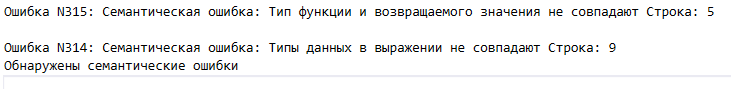 Ошибка N315: Семантическая ошибка: Тип функции и возвращаемого значения не совпадают Строка: 5
Ошибка N314: Семантическая ошибка: Типы данных в выражении не совпадают Строка: 9
Обнаружены семантические ошибки